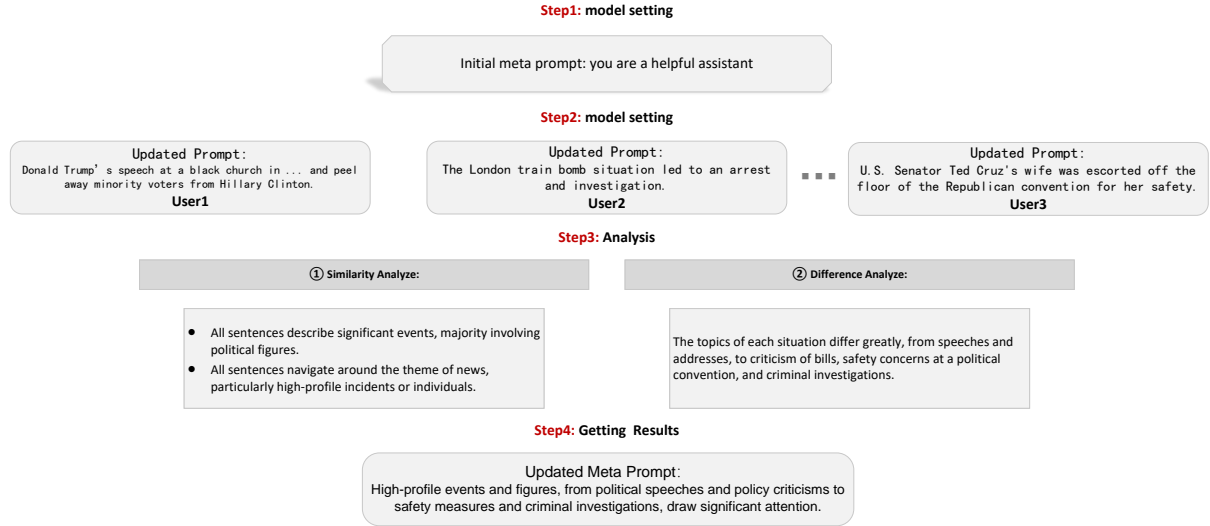 Step1: model setting
Initial meta prompt: you are a helpful assistant
Step2: model setting
Updated Prompt:
Donald Trump's speech at a black church in ... and peel
away minority voters from Hillary Clinton.
User1
Updated Prompt:
The London train bomb situation led to an arrest
and investigation.
User2
Updated Prompt:
U.S. Senator Ted Cruz's wife was escorted off the
floor of the Republican convention for her safety.
User3
Step3: Analysis
① Similarity Analyze:
② Difference Analyze:
● All sentences describe significant events, majority involving
political figures.
● All sentences navigate around the theme of news,
particularly high-profile incidents or individuals.
The topics of each situation differ greatly, from speeches and
addresses, to criticism of bills, safety concerns at a political
convention, and criminal investigations.
Step4: Getting Results
Updated Meta Prompt:
High-profile events and figures, from political speeches and policy criticisms to
safety measures and criminal investigations, draw significant attention.